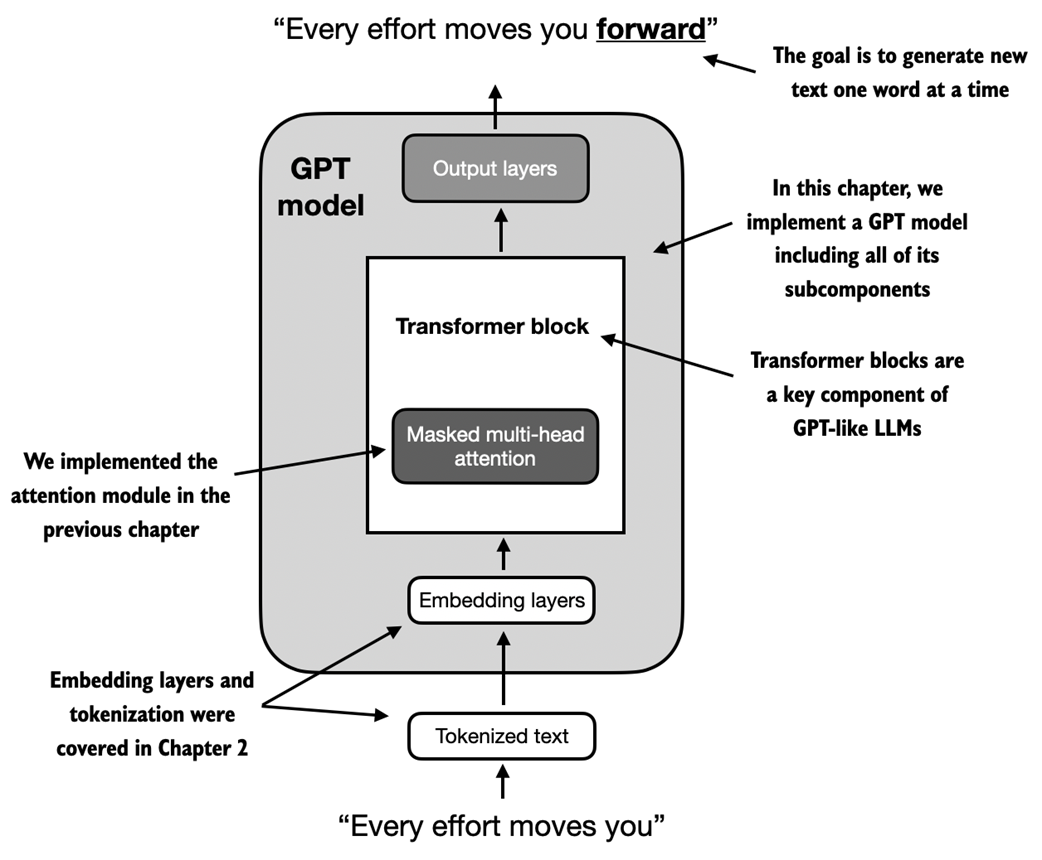 “Every effort moves you forward”
The goal is to generate new
text one word at a time
GPT
model
Output layers
In this chapter, we
implement a GPT model
including all of its
subcomponents
Transformer block
Transformer blocks are
a key component of
GPT-like LLMs
Masked multi-head
attention
We implemented the
attention module in the
previous chapter
Embedding layers
Embedding layers and
tokenization were
covered in Chapter 2
Tokenized text
“Every effort moves you”